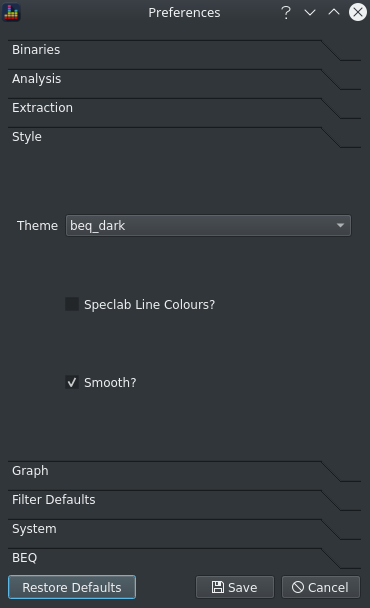 Preferences
Binaries
Analysis
Extraction
Style
Theme beq_dark
Speclab Line Colours?
Smooth?
Graph
Filter Defaults
System
BEQ
Restore Defaults Save Cancel